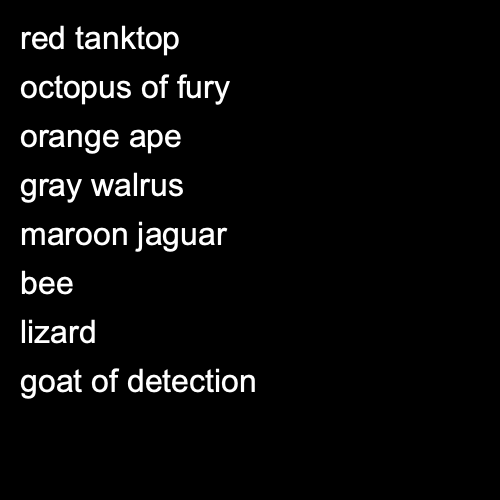 red tanktop
octopus of fury
orange ape
gray walrus
maroon jaguar
bee
lizard
goat of detection